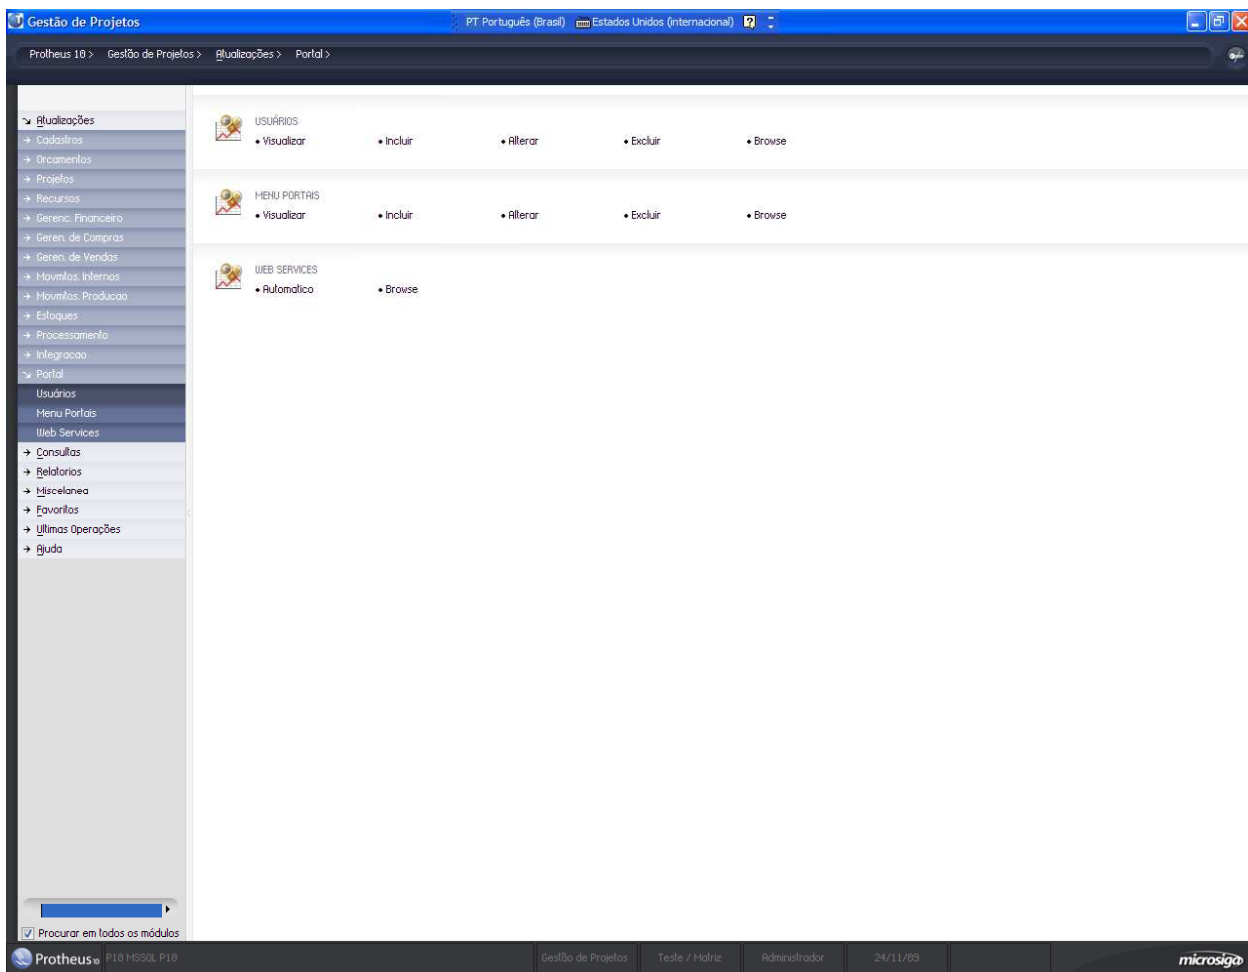 Gestão de Projetos
PT Português (Brasil) Estados Unidos (internacional)
Protheus 10 > Gestão de Projetos > Atualizações > Portal >
Atualizações
Cadastros
Orcamentos
Projetos
Recursos
Gerenc. Financeiro
Geren. de Compras
Geren. de Vendas
Movmtos. Internos
Movmtos. Producao
Estoques
Processamento
Integracao
Portal
Usuários
Menu Portais
Web Services
Consultas
Relatorios
Miscelanea
Favoritos
Ultimas Operações
Ajuda
USUÁRIOS
Visualizar Incluir Alterar Excluir Browse
MENU PORTAIS
Visualizar Incluir Alterar Excluir Browse
WEB SERVICES
Automatico Browse
Procurar em todos os módulos
Protheus 10 P10 MSSQL P10 Gestão de Projetos Teste / Matriz Administrador 24/11/09 microsiga